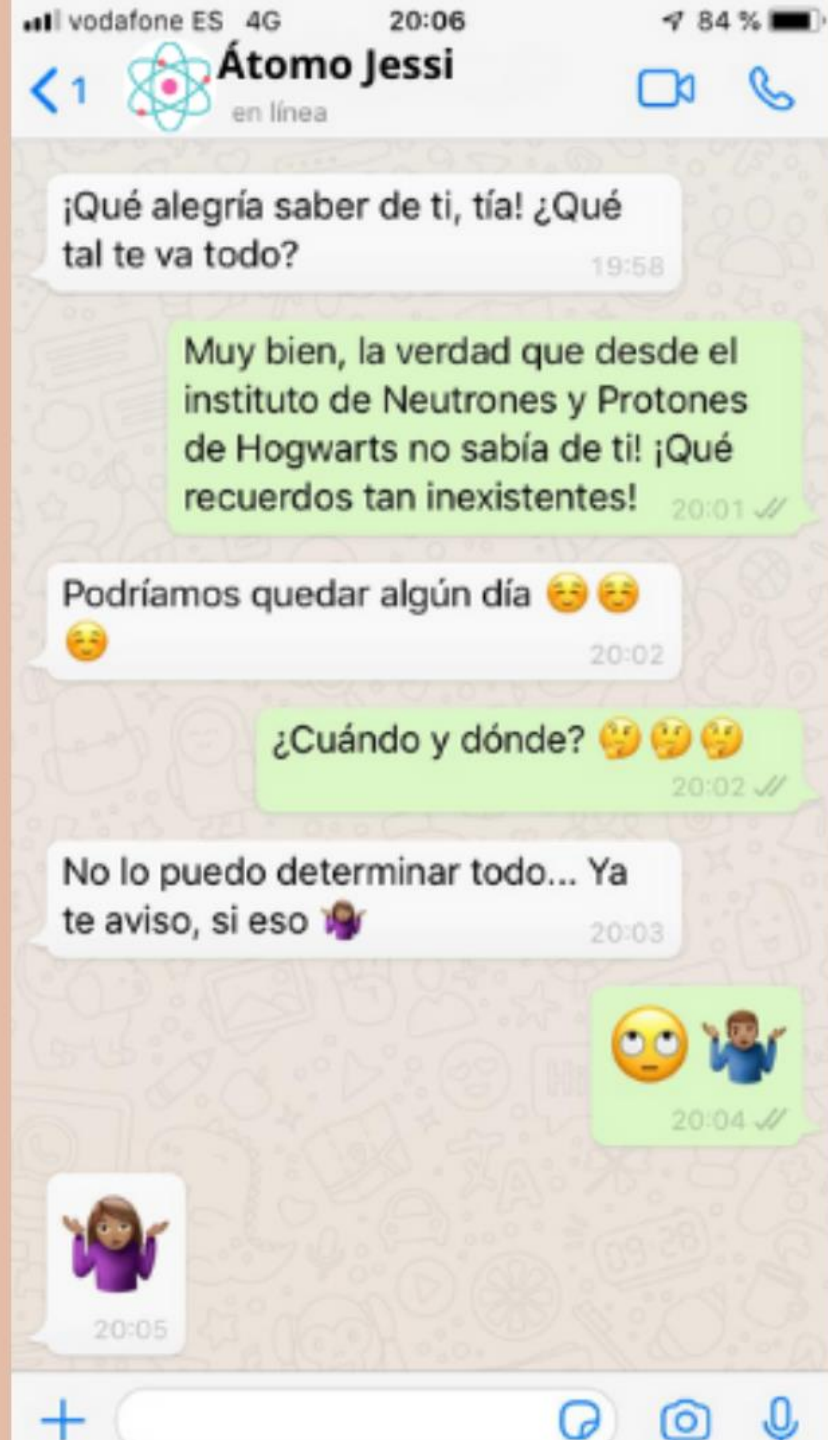 vodafone ES 4G 20:06 84 %
1 Átomo Jessi
en línea
¡Qué alegría saber de ti, tía! ¿Qué
tal te va todo?
19:58
Muy bien, la verdad que desde el
instituto de Neutrones y Protones
de Hogwarts no sabía de ti! ¡Qué
recuerdos tan inexistentes! 20:01
Podríamos quedar algún día ☺️ ☺️
☺️
20:02
¿Cuándo y dónde? 🤔 🤔 🤔
20:02
No lo puedo determinar todo... Ya
te aviso, si eso 🤷🏽‍♀️
20:03
🙄 🤷🏽‍♂️
20:04
🤷🏽‍♀️
20:05